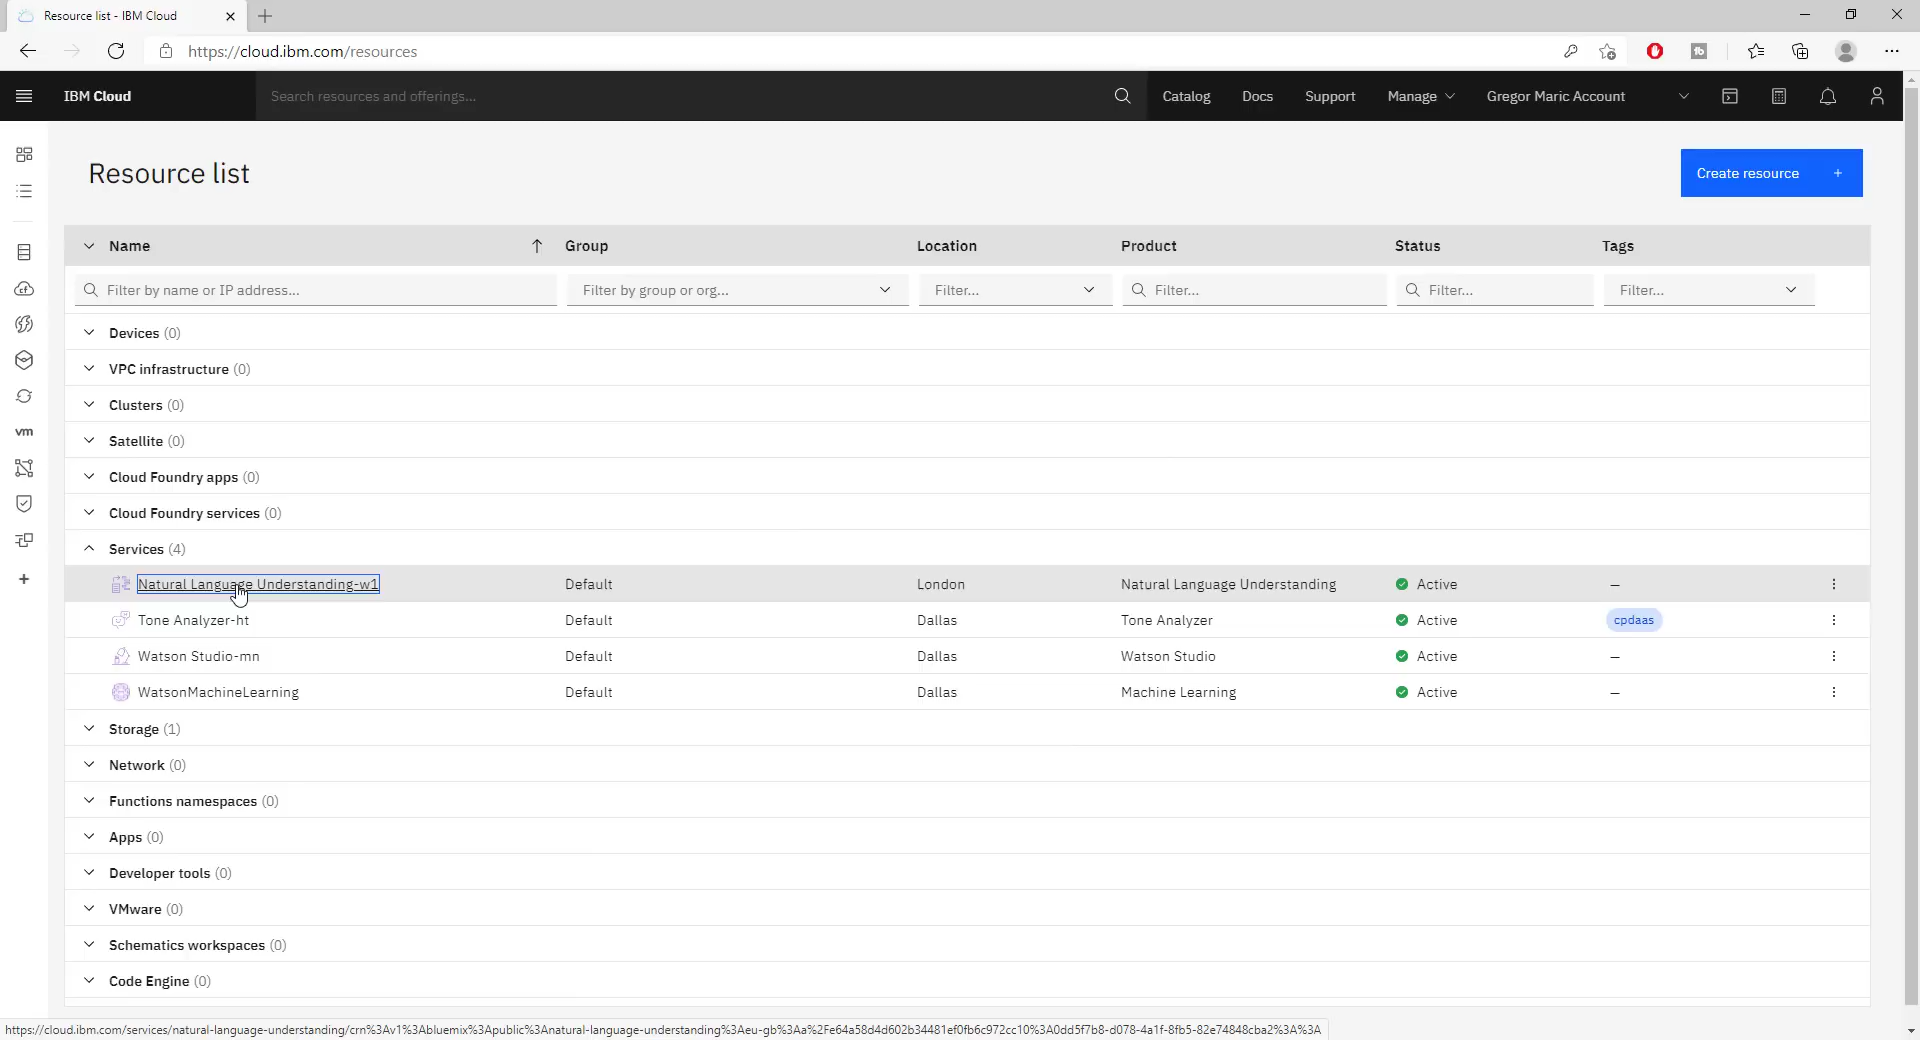 Resource list - IBM Cloud
https://cloud.ibm.com/resources
IBM Cloud
Search resources and offerings...
Catalog
Docs
Support
Manage
Gregor Maric Account
Resource list
Create resource +
Name Group Location Product Status Tags
Filter by name or IP address... Filter by group or org... Filter... Filter... Filter... Filter...
Devices (0)
VPC infrastructure (0)
Clusters (0)
Satellite (0)
Cloud Foundry apps (0)
Cloud Foundry services (0)
Services (4)
Natural Language Understanding-w1 Default London Natural Language Understanding Active –
Tone Analyzer-ht Default Dallas Tone Analyzer Active cpdaas
Watson Studio-mn Default Dallas Watson Studio Active –
WatsonMachineLearning Default Dallas Machine Learning Active –
Storage (1)
Network (0)
Functions namespaces (0)
Apps (0)
Developer tools (0)
VMware (0)
Schematics workspaces (0)
Code Engine (0)
vm
https://cloud.ibm.com/services/natural-language-understanding/crn%3Av1%3Abluemix%3Apublic%3Anatural-language-understanding%3Aeu-gb%3Aa%2Fe64a58d4d602b34481ef0fb6c972cc10%3A0dd5f7b8-d078-4a1f-8fb5-82e74848cba2%3A%3A